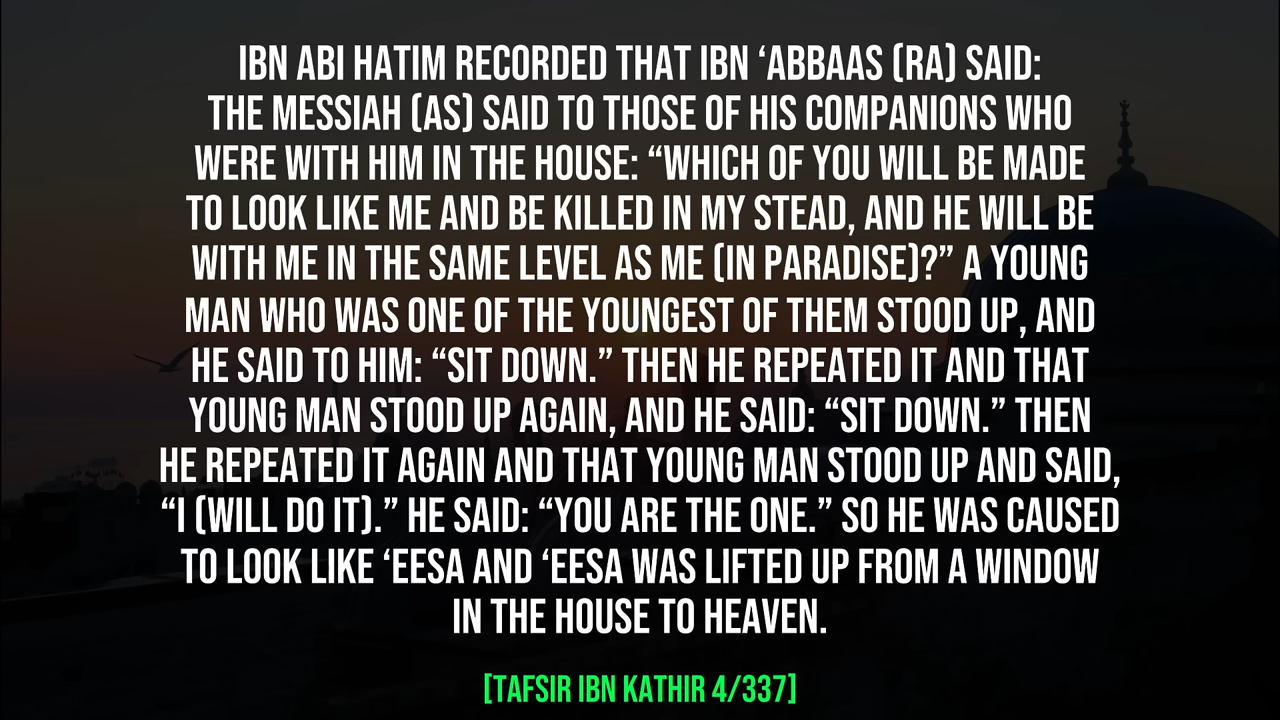 IBN ABI HATIM RECORDED THAT IBN ‘ABBAAS (RA) SAID:
THE MESSIAH (AS) SAID TO THOSE OF HIS COMPANIONS WHO
WERE WITH HIM IN THE HOUSE: “WHICH OF YOU WILL BE MADE
TO LOOK LIKE ME AND BE KILLED IN MY STEAD, AND HE WILL BE
WITH ME IN THE SAME LEVEL AS ME (IN PARADISE)?” A YOUNG
MAN WHO WAS ONE OF THE YOUNGEST OF THEM STOOD UP, AND
HE SAID TO HIM: “SIT DOWN.” THEN HE REPEATED IT AND THAT
YOUNG MAN STOOD UP AGAIN, AND HE SAID: “SIT DOWN.” THEN
HE REPEATED IT AGAIN AND THAT YOUNG MAN STOOD UP AND SAID,
“I (WILL DO IT).” HE SAID: “YOU ARE THE ONE.” SO HE WAS CAUSED
TO LOOK LIKE ‘EESA AND ‘EESA WAS LIFTED UP FROM A WINDOW
IN THE HOUSE TO HEAVEN.
[TAFSIR IBN KATHIR 4/337]